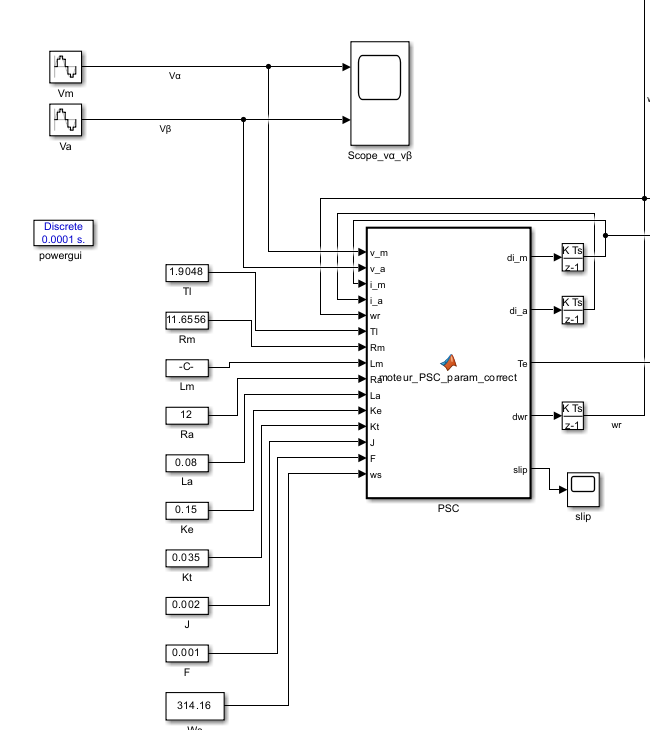 Vα
Vm
Vβ
Va
Scope_vα_vβ
Discrete
0.0001 s.
powergui
1.9048
Tl
11.6556
Rm
-C-
Lm
12
Ra
0.08
La
0.15
Ke
0.035
Kt
0.002
J
0.001
F
314.16
v_m
v_a
i_m
i_a
wr
Tl
Rm
Lm
Ra
La
Ke
Kt
J
F
ws
moteur_PSC_param_correct
di_m
di_a
Te
dwr
slip
PSC
K Ts
z-1
K Ts
z-1
K Ts
z-1
wr
slip